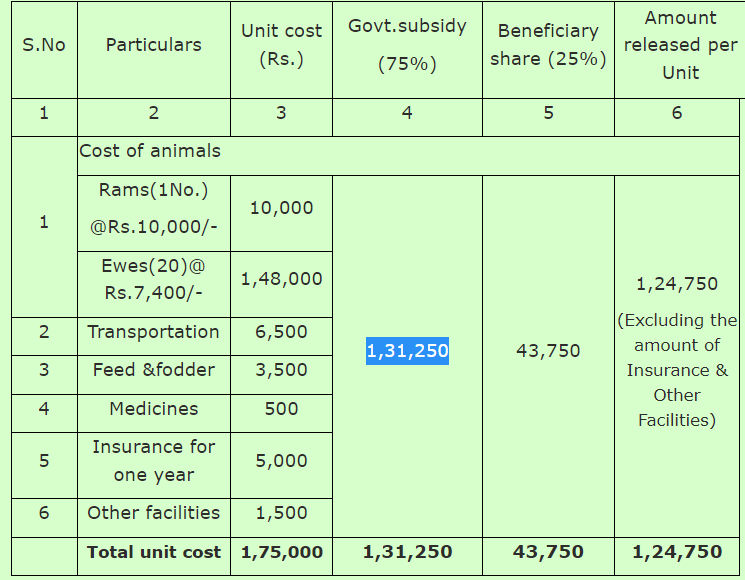 S.No
Particulars
Unit cost
(Rs.)
Govt.subsidy
(75%)
Beneficiary
share (25%)
Amount
released per
Unit
1
2
3
4
5
6
1
Cost of animals
Rams(1No.)
@Rs.10,000/-
10,000
Ewes(20)@
Rs.7,400/-
1,48,000
1,31,250
43,750
1,24,750
(Excluding the
amount of
Insurance &
Other
Facilities)
2
Transportation
6,500
3
Feed &fodder
3,500
4
Medicines
500
5
Insurance for
one year
5,000
6
Other facilities
1,500
Total unit cost
1,75,000
1,31,250
43,750
1,24,750